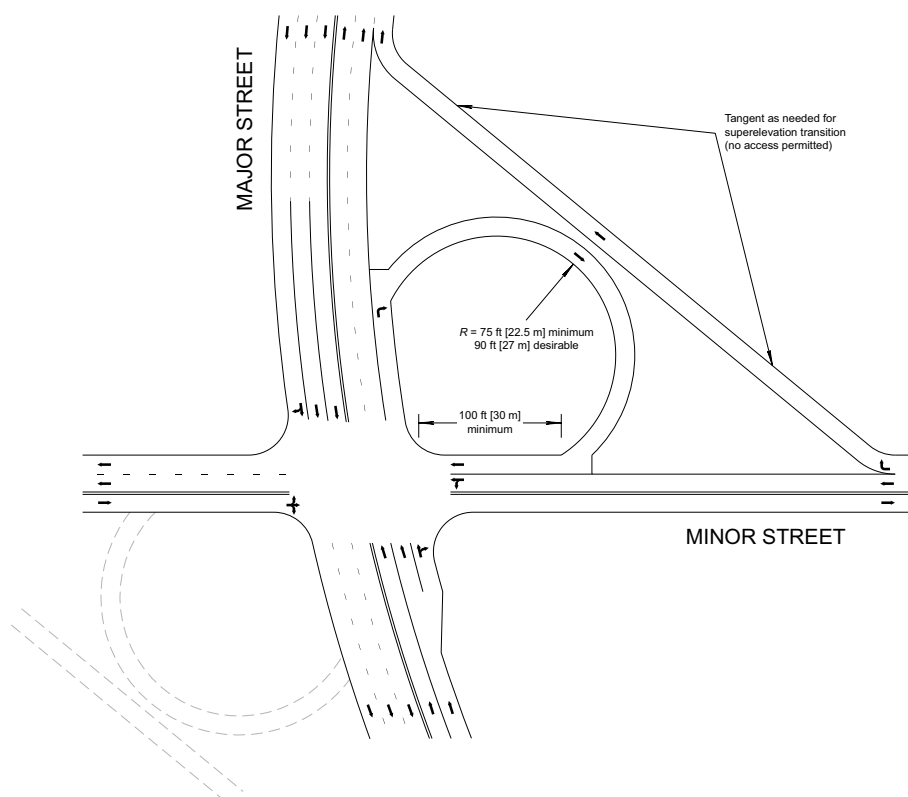 MAJOR STREET
Tangent as needed for
superelevation transition
(no access permitted)
R = 75 ft [22.5 m] minimum
90 ft [27 m] desirable
100 ft [30 m]
minimum
MINOR STREET